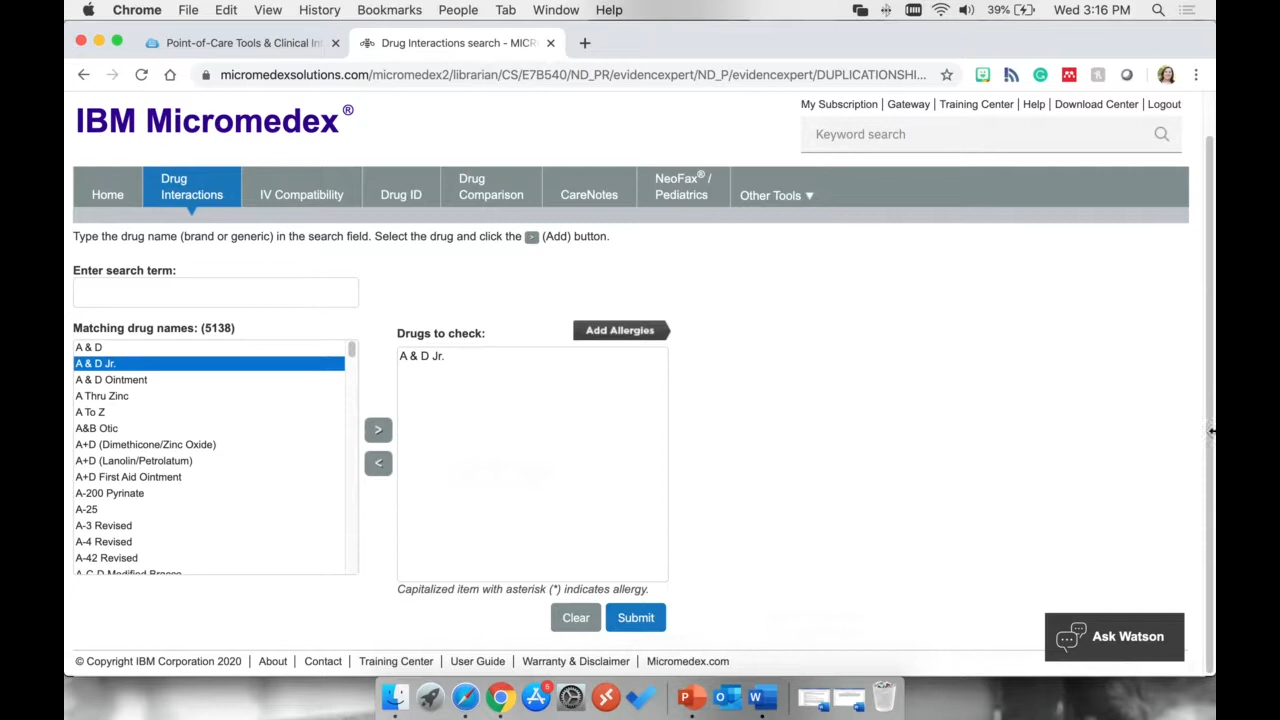 Chrome File Edit View History Bookmarks People Tab Window Help 39% Wed 3:16 PM
Point-of-Care Tools & Clinical In
Drug Interactions search - MICR
micromedexsolutions.com/micromedex2/librarian/CS/E7B540/ND_PR/evidencexpert/ND_P/evidencexpert/DUPLICATIONSHI...
My Subscription | Gateway | Training Center | Help | Download Center | Logout
IBM Micromedex®
Keyword search
Home
Drug Interactions
IV Compatibility
Drug ID
Drug Comparison
CareNotes
NeoFax® / Pediatrics
Other Tools ▼
Type the drug name (brand or generic) in the search field. Select the drug and click the > (Add) button.
Enter search term:
Matching drug names: (5138)
A & D
A & D Jr.
A & D Ointment
A Thru Zinc
A To Z
A&B Otic
A+D (Dimethicone/Zinc Oxide)
A+D (Lanolin/Petrolatum)
A+D First Aid Ointment
A-200 Pyrinate
A-25
A-3 Revised
A-4 Revised
A-42 Revised
>
<
Drugs to check:
Add Allergies
A & D Jr.
Capitalized item with asterisk (*) indicates allergy.
Clear
Submit
Ask Watson
© Copyright IBM Corporation 2020 | About | Contact | Training Center | User Guide | Warranty & Disclaimer | Micromedex.com
6